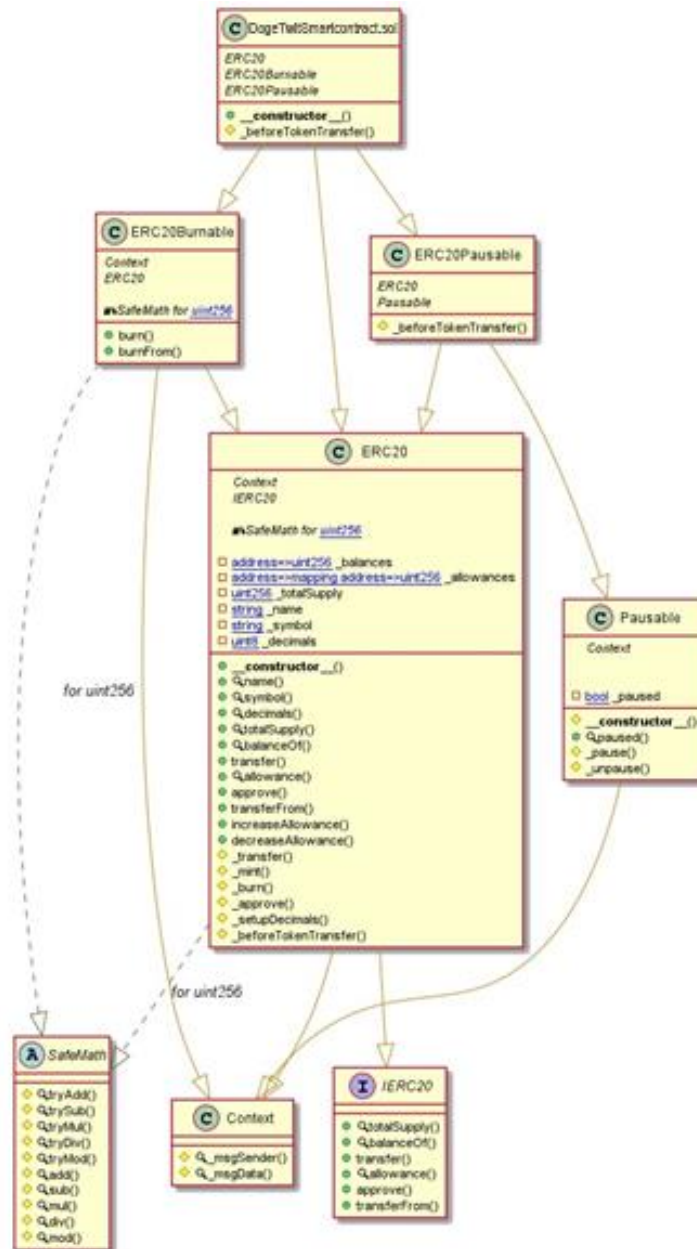 C DogeTwitSmartcontract.sol
ERC20
ERC20Burnable
ERC20Pausable
__constructor__()
_beforeTokenTransfer()
C ERC20Burnable
Context
ERC20
SafeMath for uint256
burn()
burnFrom()
C ERC20Pausable
ERC20
Pausable
_beforeTokenTransfer()
C ERC20
Context
IERC20
SafeMath for uint256
address=>uint256 _balances
address=>mapping address=>uint256 _allowances
uint256 _totalSupply
string _name
string _symbol
uint8 _decimals
__constructor__()
name()
symbol()
decimals()
totalSupply()
balanceOf()
transfer()
allowance()
approve()
transferFrom()
increaseAllowance()
decreaseAllowance()
_transfer()
_mint()
_burn()
_approve()
_setupDecimals()
_beforeTokenTransfer()
C Pausable
Context
bool _paused
__constructor__()
paused()
_pause()
_unpause()
for uint256
for uint256
A SafeMath
tryAdd()
trySub()
tryMul()
tryDiv()
tryMod()
add()
sub()
mul()
div()
mod()
C Context
_msgSender()
_msgData()
I IERC20
totalSupply()
balanceOf()
transfer()
allowance()
approve()
transferFrom()